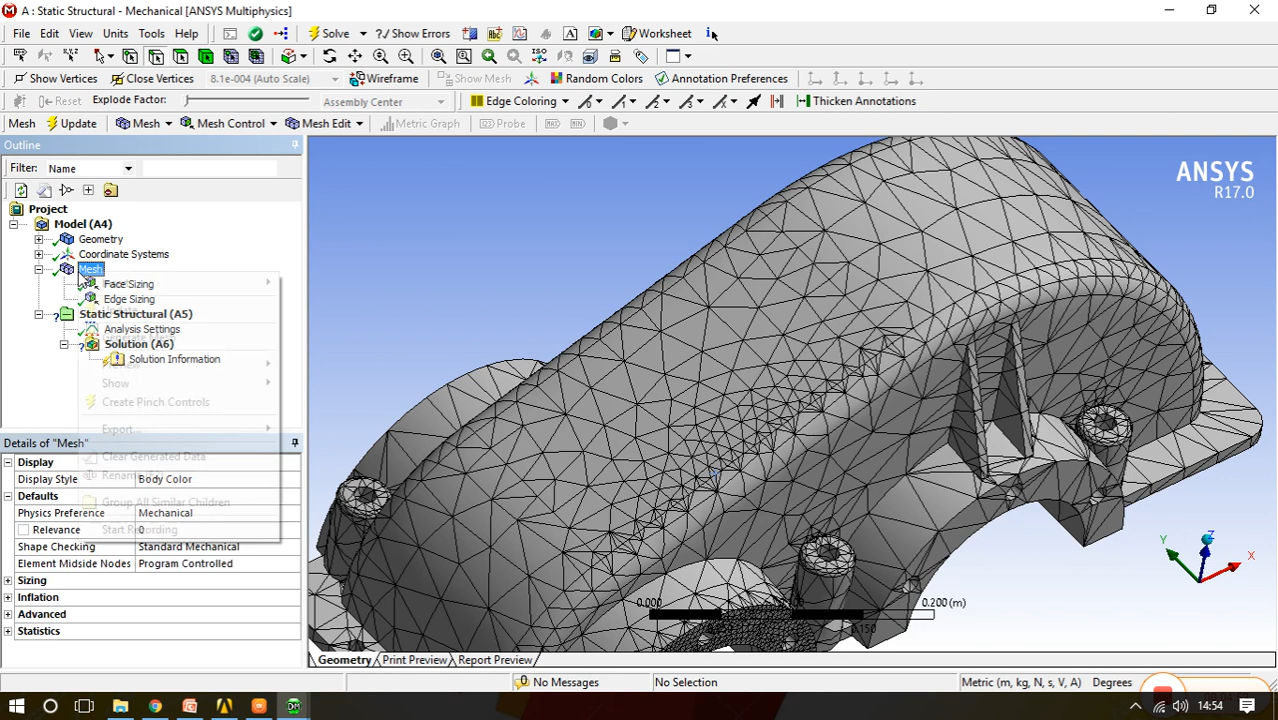 A : Static Structural - Mechanical [ANSYS Multiphysics]
File Edit View Units Tools Help Solve ?/ Show Errors Worksheet
Show Vertices Close Vertices 8.1e-004 (Auto Scale) Wireframe Show Mesh Random Colors Annotation Preferences
Reset Explode Factor: Assembly Center Edge Coloring Thicken Annotations
Mesh Update Mesh Mesh Control Mesh Edit Metric Graph Probe MAX MIN
Outline
Filter: Name
Project
Model (A4)
Geometry
Coordinate Systems
Mesh
Face Sizing
Edge Sizing
Static Structural (A5)
Analysis Settings
Solution (A6)
Solution Information
Preview
Show
Create Pinch Controls
Export...
Clear Generated Data
Rename (F2)
Group All Similar Children
Start Recording
Details of "Mesh"
Display
Display Style Body Color
Defaults
Physics Preference Mechanical
Relevance 0
Shape Checking Standard Mechanical
Element Midside Nodes Program Controlled
Sizing
Inflation
Advanced
Statistics
ANSYS
R17.0
Z
Y
X
0.000
0.200 (m)
0.150
Geometry Print Preview Report Preview
No Messages No Selection Metric (m, kg, N, s, V, A) Degrees
DM
14:54